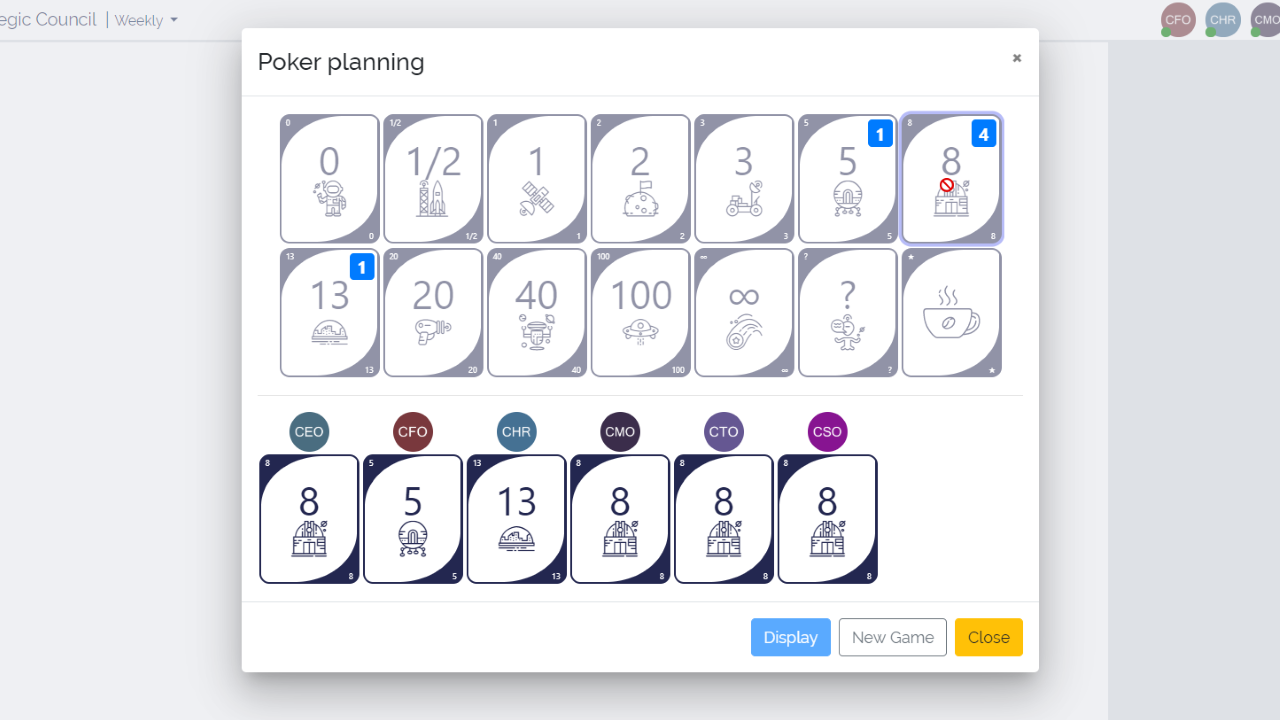 egic Council | Weekly
CFO CHR CMO
Poker planning
×
0 1/2 1 2 3 5 8
1 4
0 1/2 1 2 3 5 8
0 1/2 1 2 3 5 8
13 20 40 100 ∞ ? ★
1
13 20 40 100 ∞ ?
13 20 40 100 ∞ ? ★
CEO CFO CHR CMO CTO CSO
8 5 13 8 8 8
8 5 13 8 8 8
8 5 13 8 8 8
Display New Game Close